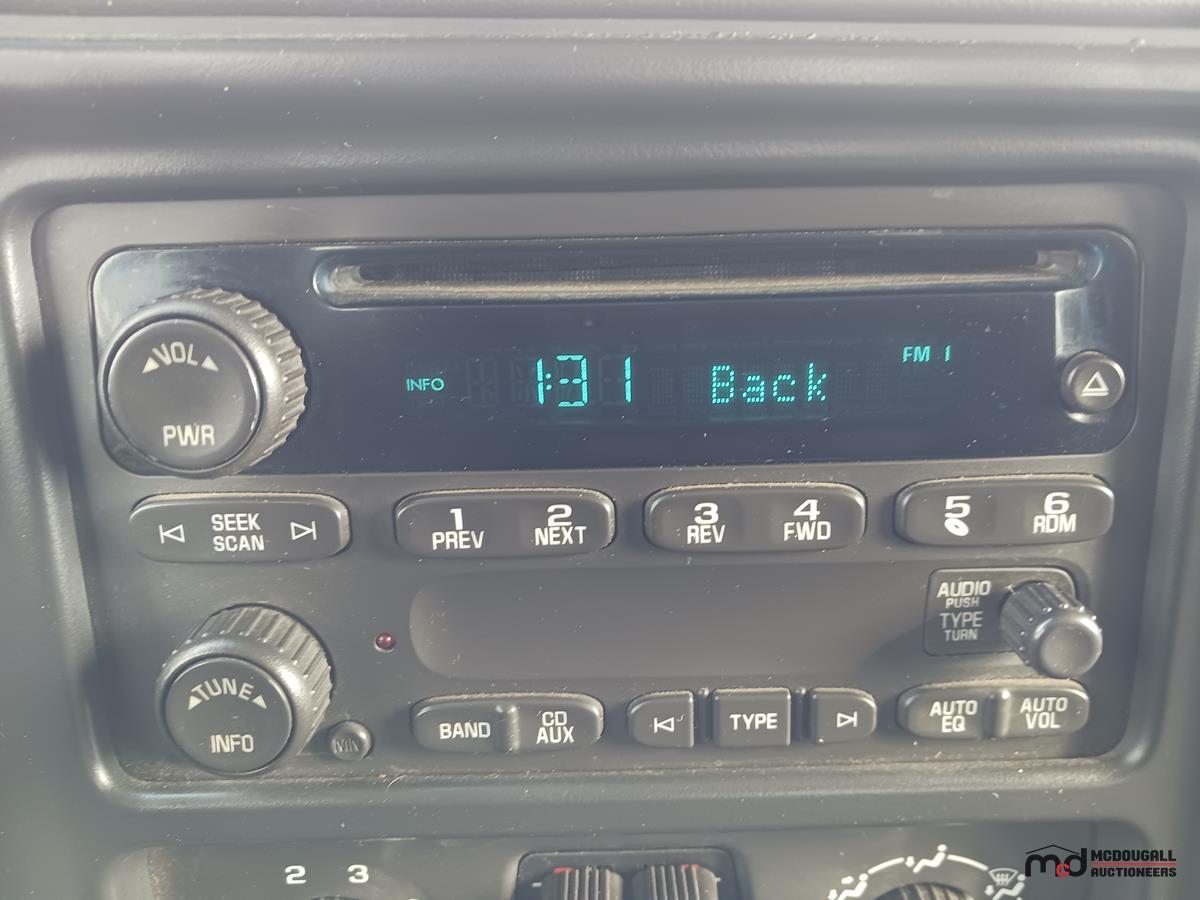 VOL
PWR
INFO
1:31
Back
FM 1
SEEK
SCAN
1
PREV
2
NEXT
3
REV
4
FWD
5
6
RDM
AUDIO
PUSH
TYPE
TURN
TUNE
INFO
BAND
CD
AUX
TYPE
AUTO
EQ
AUTO
VOL
2
3
md
MCDOUGALL
AUCTIONEERS